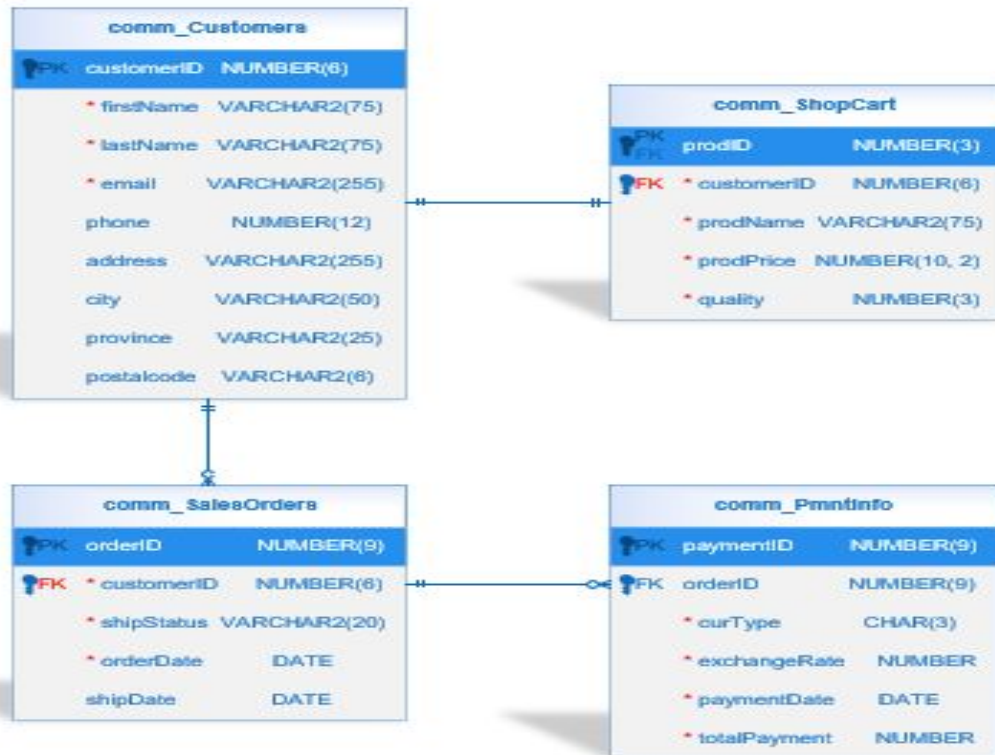 comm_Customers
PK customerID NUMBER(6)
* firstName VARCHAR2(75)
* lastName VARCHAR2(75)
* email VARCHAR2(255)
phone NUMBER(12)
address VARCHAR2(255)
city VARCHAR2(50)
province VARCHAR2(25)
postalcode VARCHAR2(6)
comm_ShopCart
PK
FK prodID NUMBER(3)
FK * customerID NUMBER(6)
* prodName VARCHAR2(75)
* prodPrice NUMBER(10, 2)
* quality NUMBER(3)
comm_SalesOrders
PK orderID NUMBER(9)
FK * customerID NUMBER(6)
* shipStatus VARCHAR2(20)
* orderDate DATE
shipDate DATE
comm_PmntInfo
PK paymentID NUMBER(9)
FK orderID NUMBER(9)
* curType CHAR(3)
* exchangeRate NUMBER
* paymentDate DATE
* totalPayment NUMBER